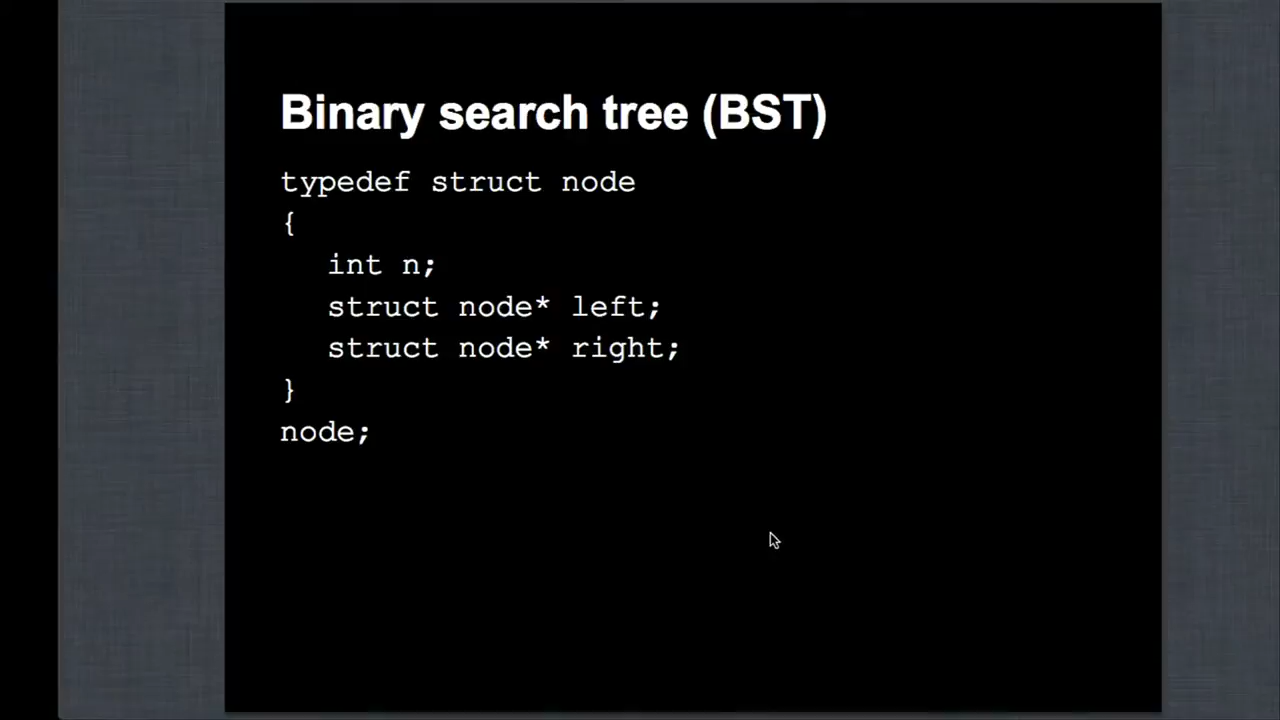 Binary search tree (BST)
typedef struct node
{
int n;
struct node* left;
struct node* right;
}
node;